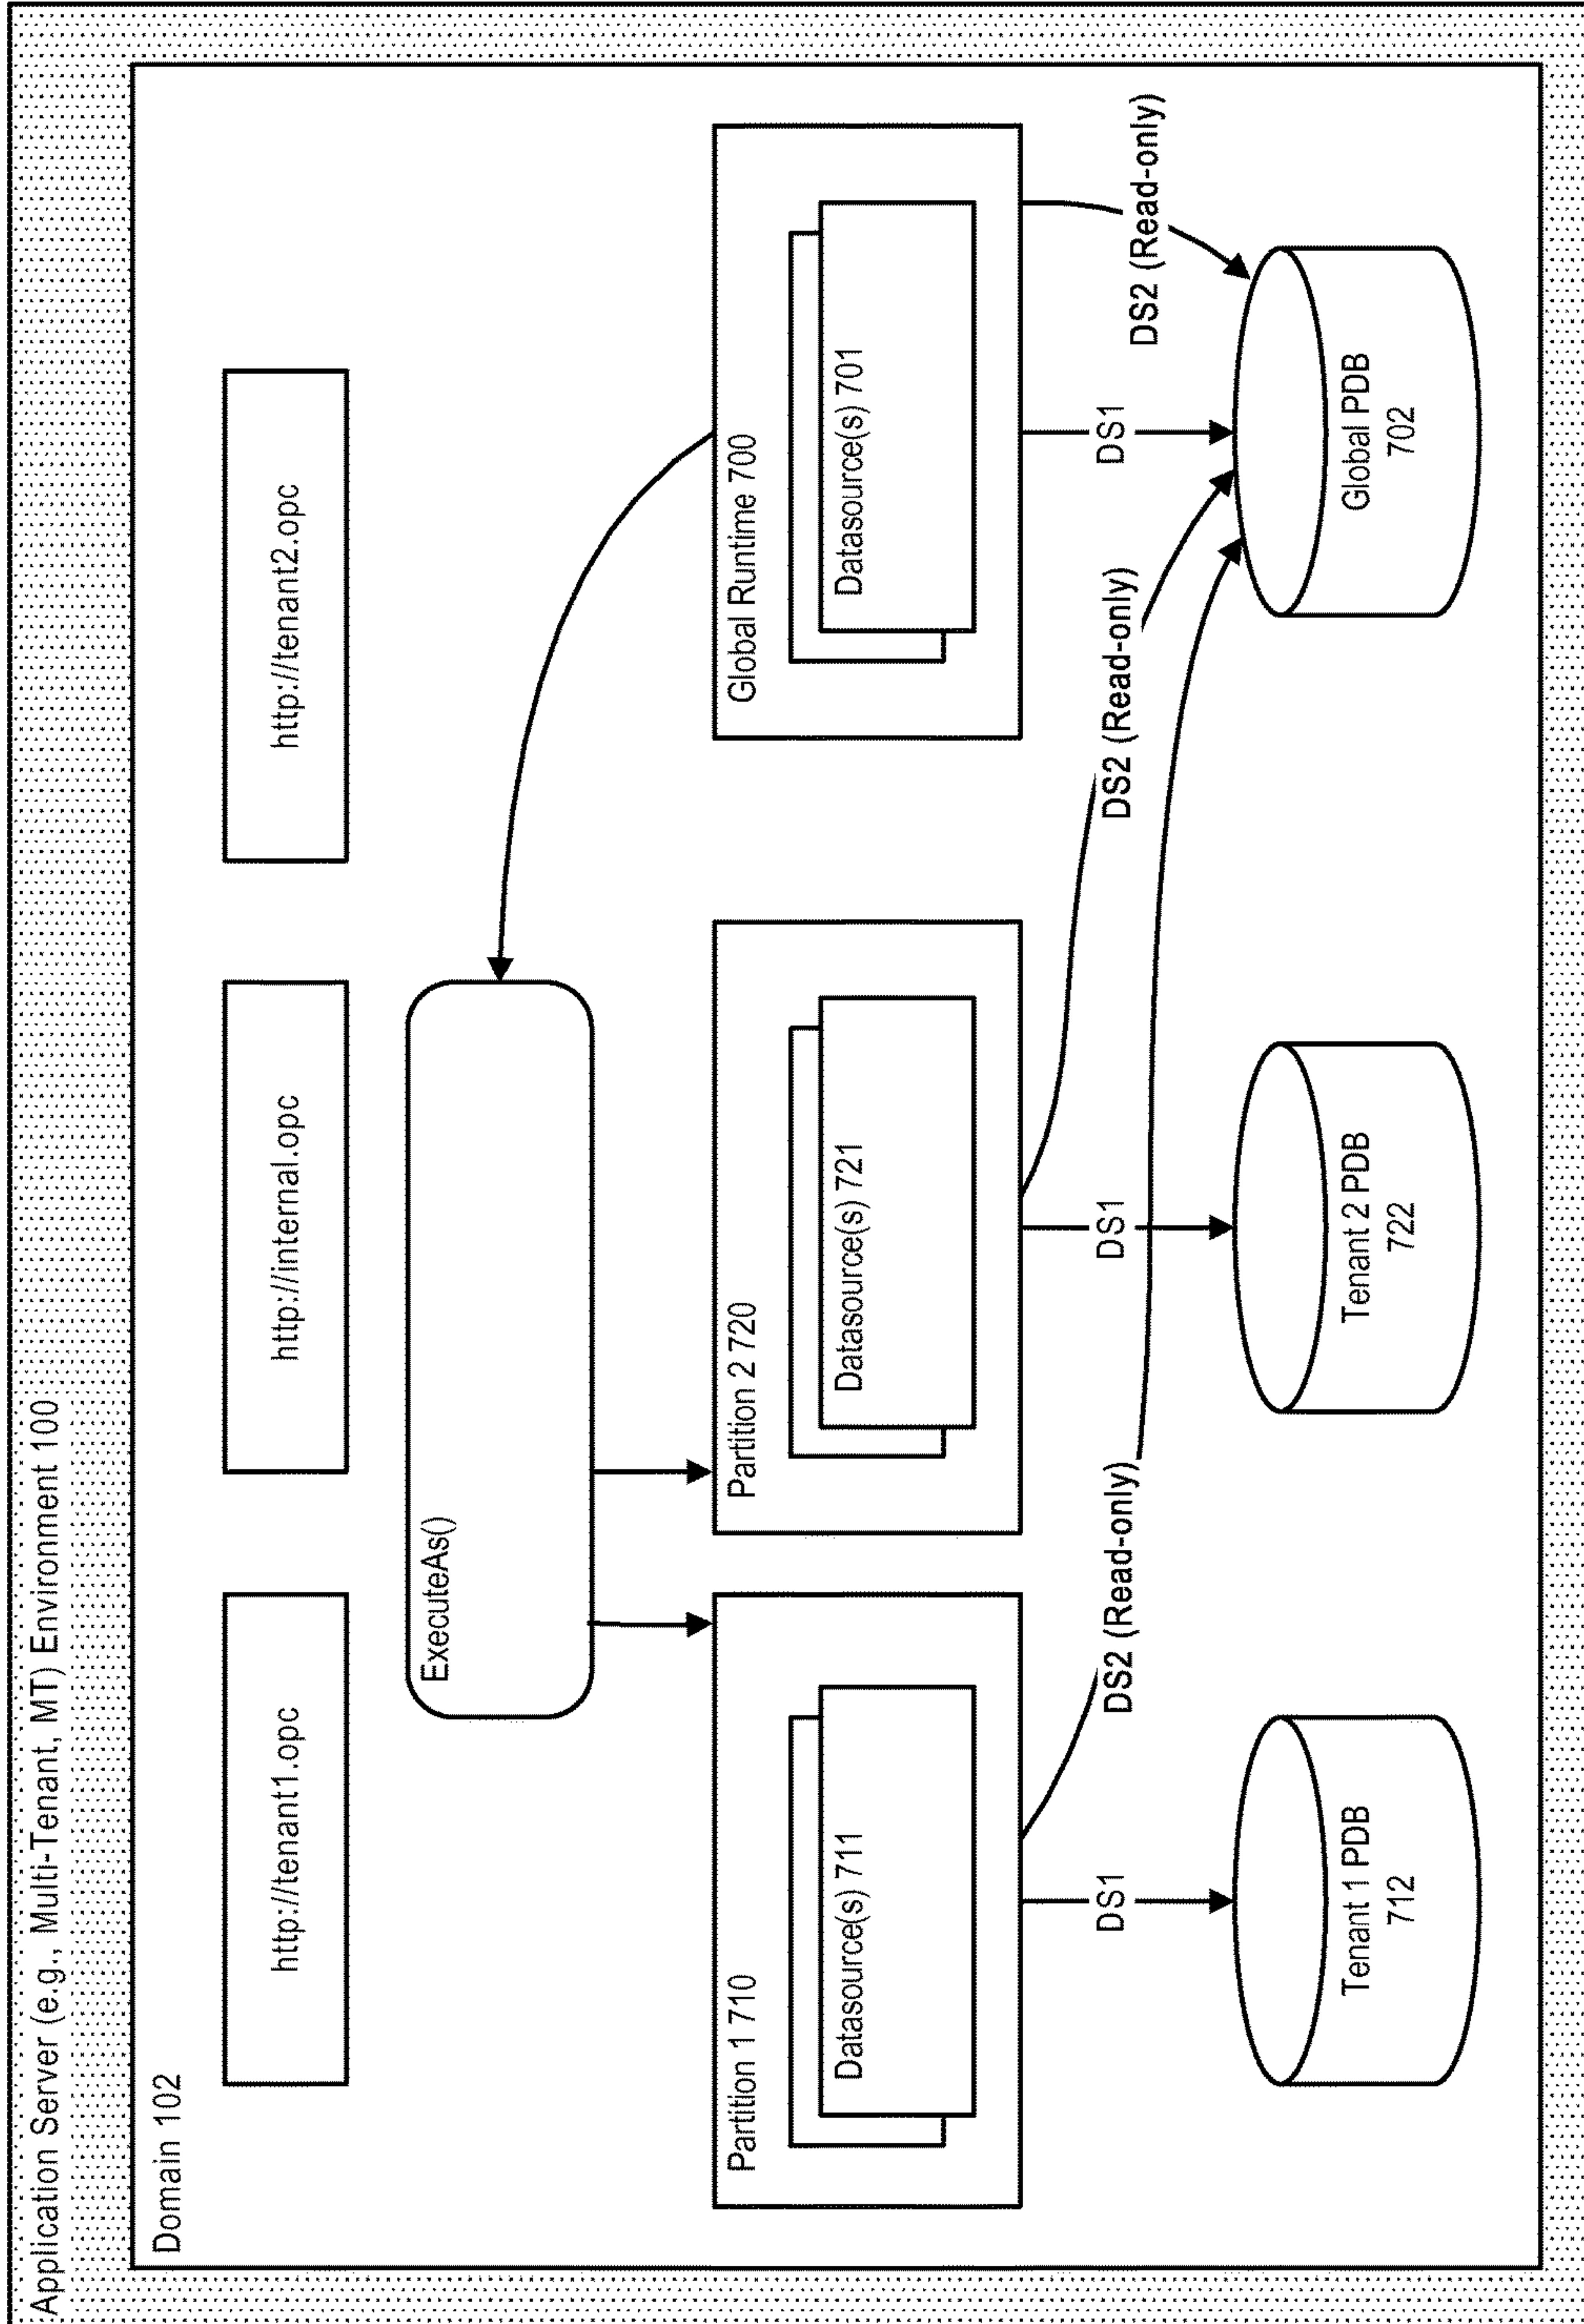 Application Server (e.g., Multi-Tenant, MT) Environment 100
Domain 102
http://tenant1.opc
http://internal.opc
http://tenant2.opc
ExecuteAs()
Partition 1 710
Datasource(s) 711
Partition 2 720
Datasource(s) 721
Global Runtime 700
Datasource(s) 701
DS1
DS2 (Read-only)
DS1
DS2 (Read-only)
DS1
DS2 (Read-only)
Tenant 1 PDB
712
Tenant 2 PDB
722
Global PDB
702